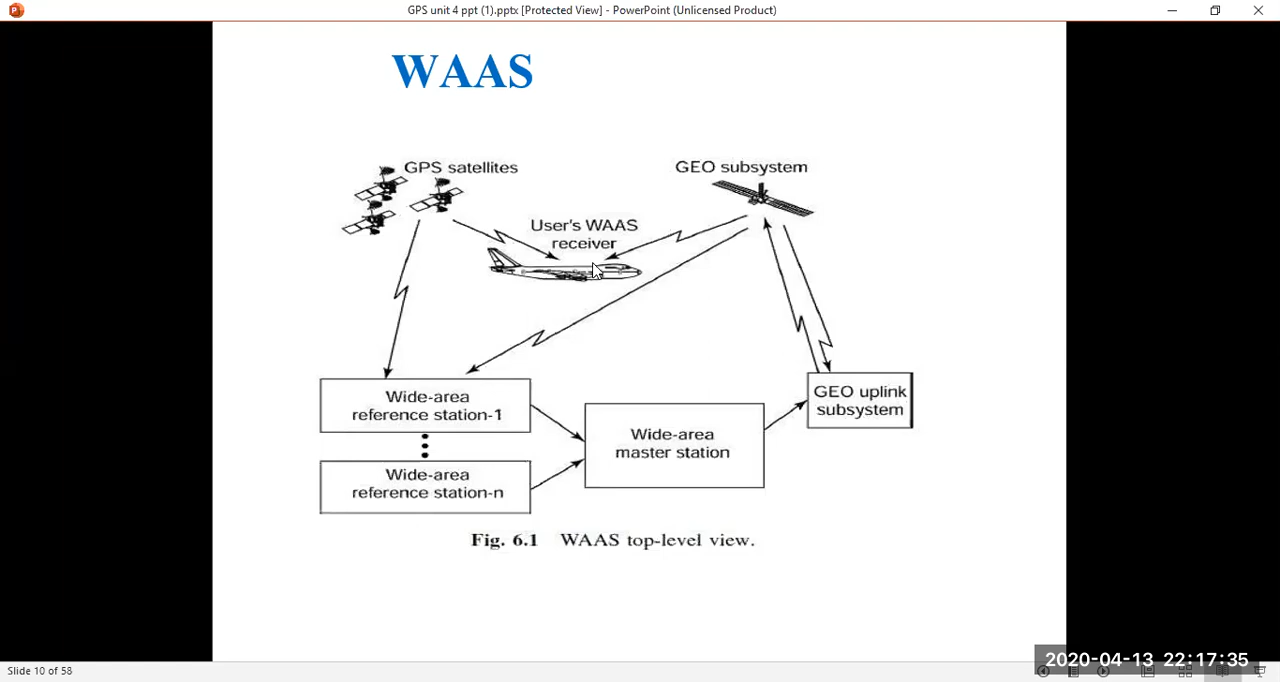 GPS unit 4 ppt (1).pptx [Protected View] - PowerPoint (Unlicensed Product)
WAAS
GPS satellites
GEO subsystem
User's WAAS
receiver
Wide-area
reference station-1
Wide-area
reference station-n
Wide-area
master station
GEO uplink
subsystem
Fig. 6.1 WAAS top-level view.
Slide 10 of 58
2020-04-13 22:17:35